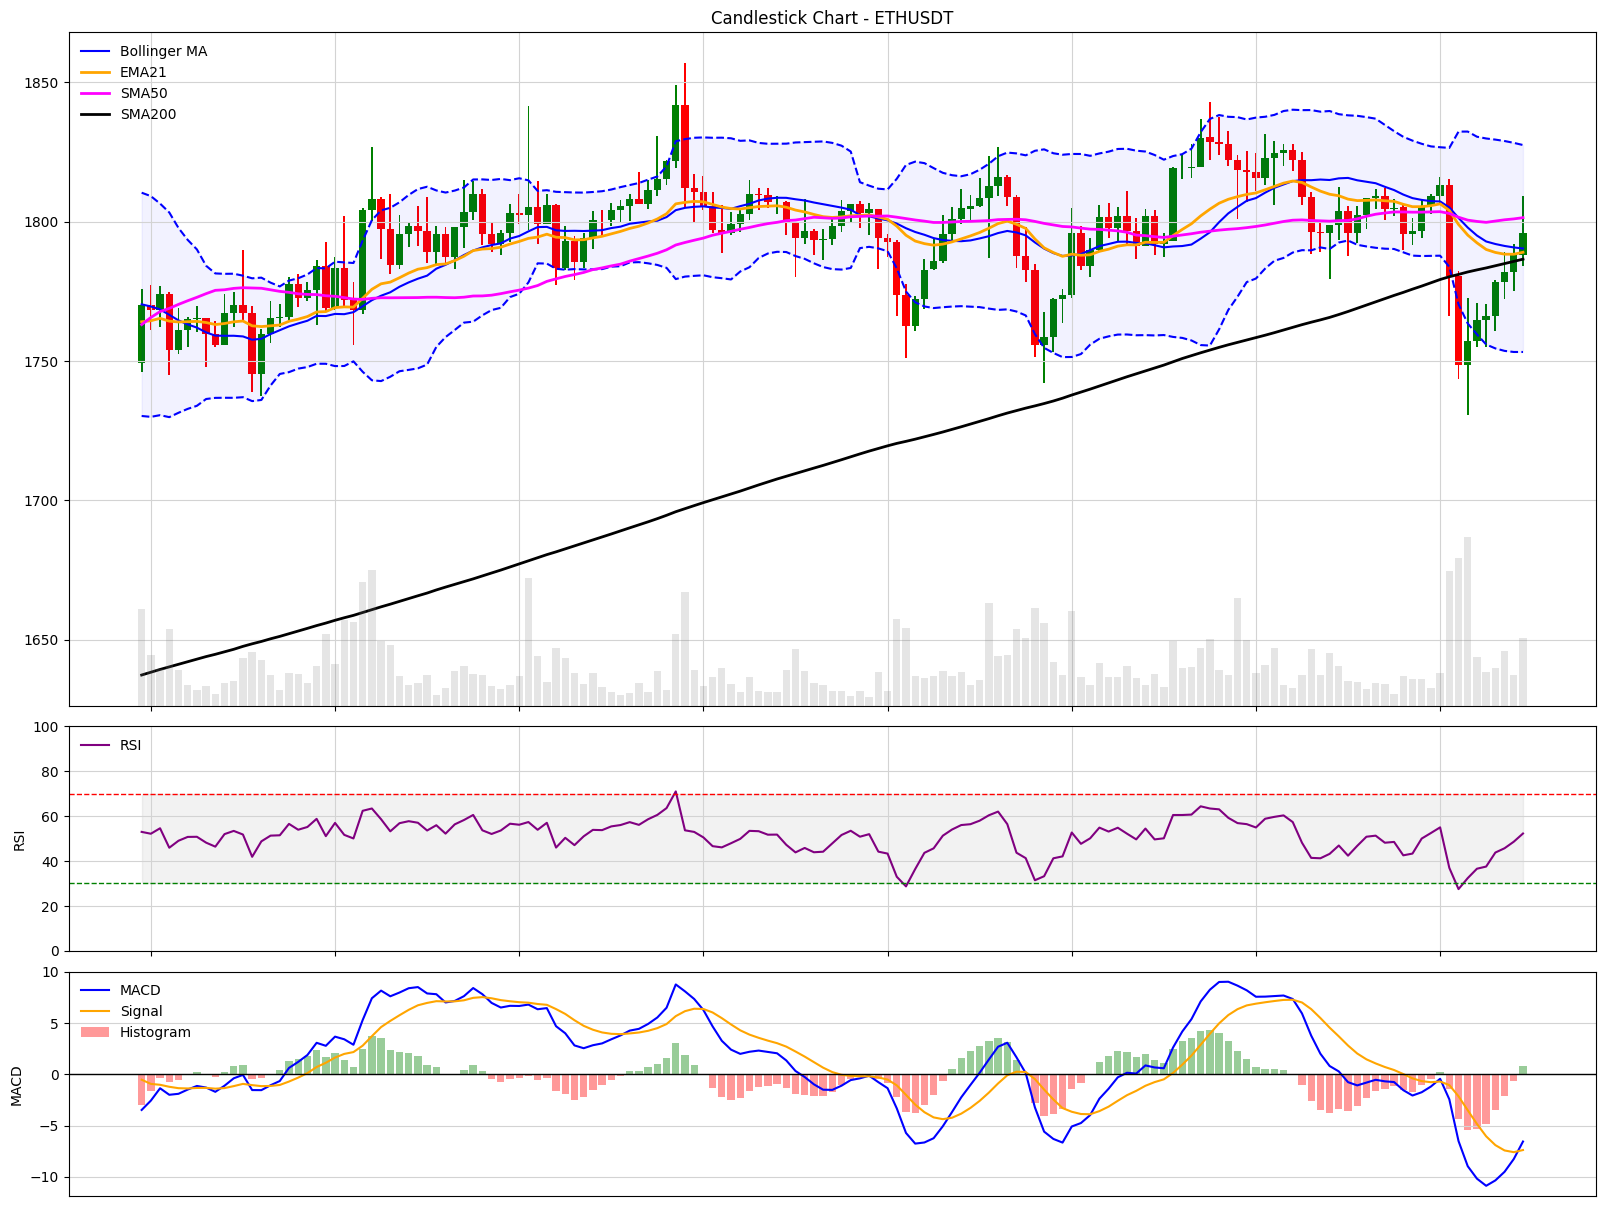 Candlestick Chart - ETHUSDT
Bollinger MA
EMA21
SMA50
SMA200
1850
1800
1750
1700
1650
RSI
100
80
60
40
20
0
RSI
MACD
Signal
Histogram
10
5
0
−5
−10
MACD